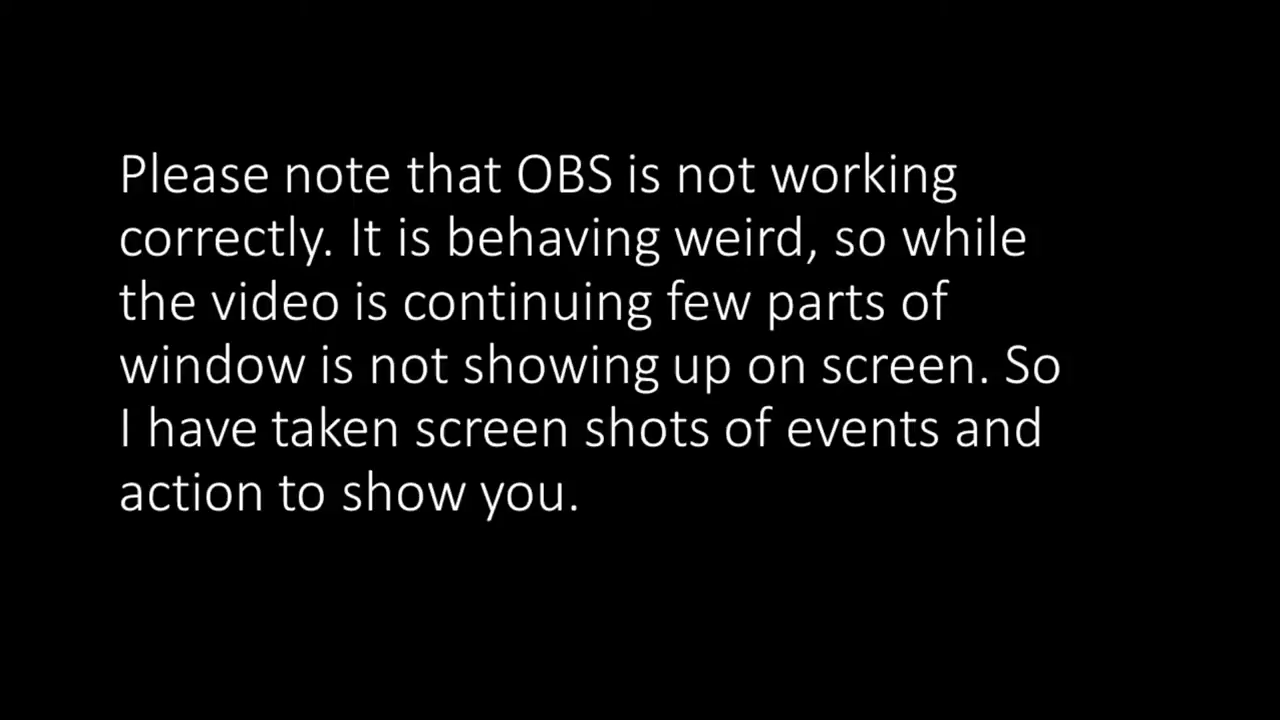 Please note that OBS is not working
correctly. It is behaving weird, so while
the video is continuing few parts of
window is not showing up on screen. So
I have taken screen shots of events and
action to show you.